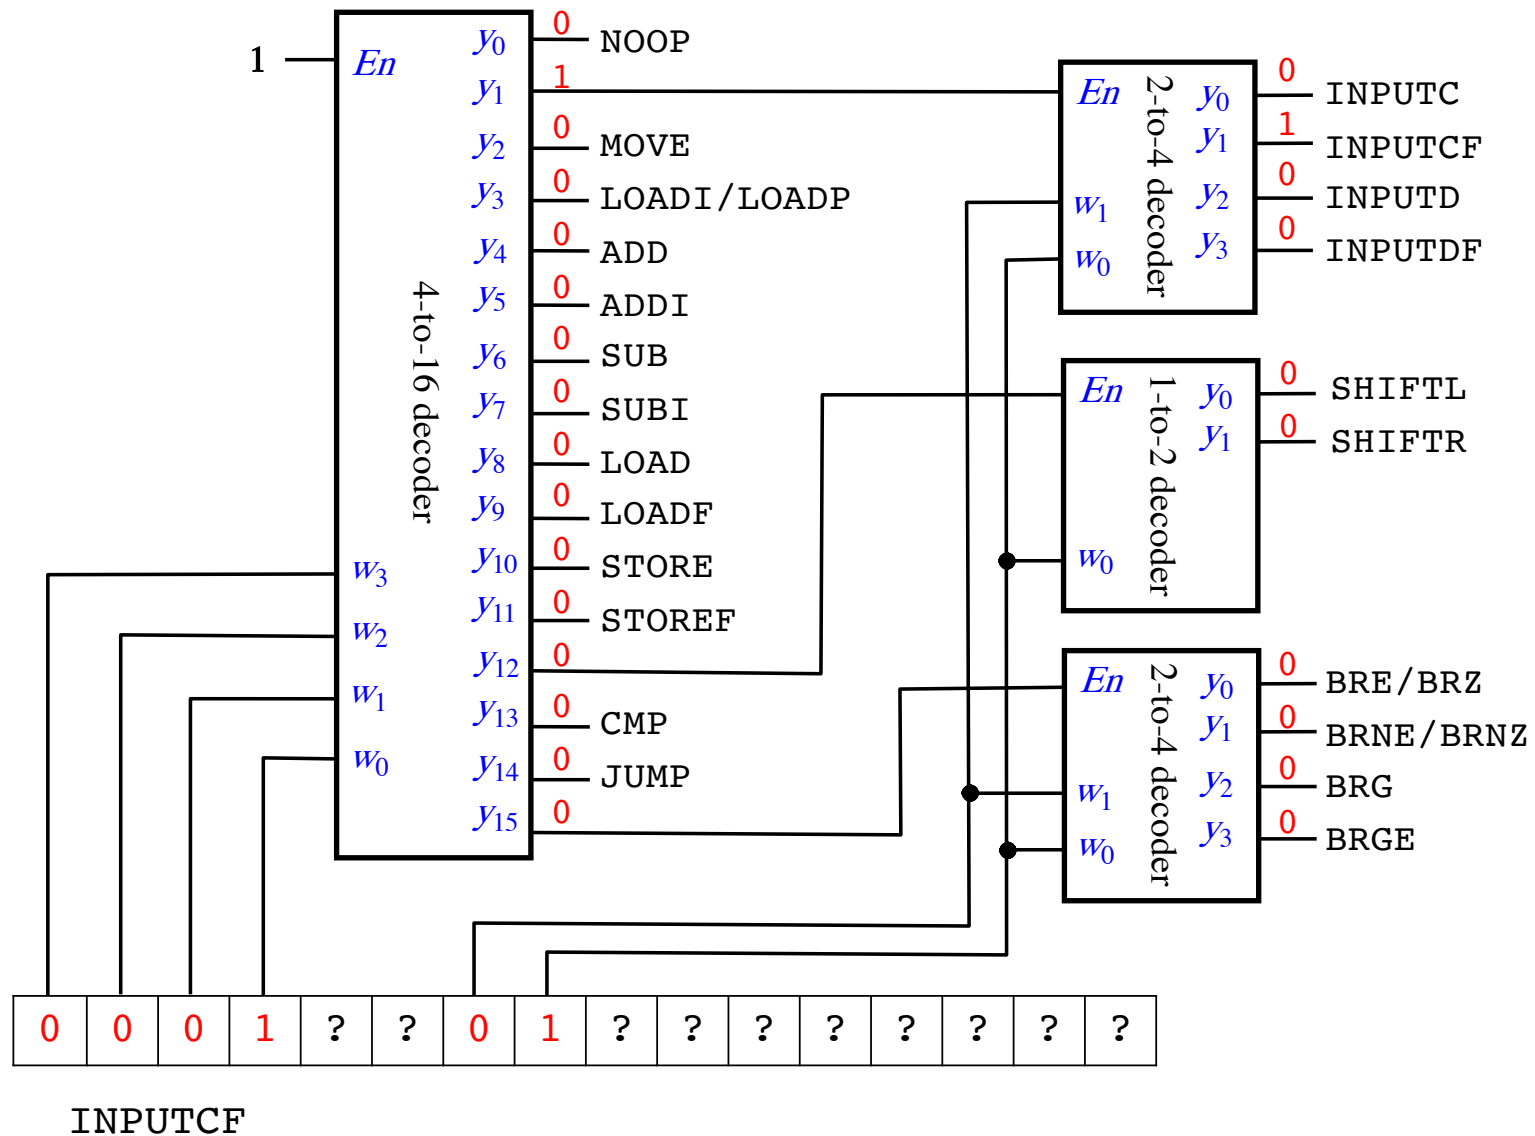 1
En
4-to-16 decoder
w3
w2
w1
w0
y0 0 NOOP
y1 1
y2 0 MOVE
y3 0 LOADI/LOADP
y4 0 ADD
y5 0 ADDI
y6 0 SUB
y7 0 SUBI
y8 0 LOAD
y9 0 LOADF
y10 0 STORE
y11 0 STOREF
y12 0
y13 0 CMP
y14 0 JUMP
y15 0
En
w1
w0
2-to-4 decoder
y0 0 INPUTC
y1 1 INPUTCF
y2 0 INPUTD
y3 0 INPUTDF
En
w0
1-to-2 decoder
y0 0 SHIFTL
y1 0 SHIFTR
En
w1
w0
2-to-4 decoder
y0 0 BRE/BRZ
y1 0 BRNE/BRNZ
y2 0 BRG
y3 0 BRGE
0 0 0 1 ? ? 0 1 ? ? ? ? ? ? ? ?
INPUTCF